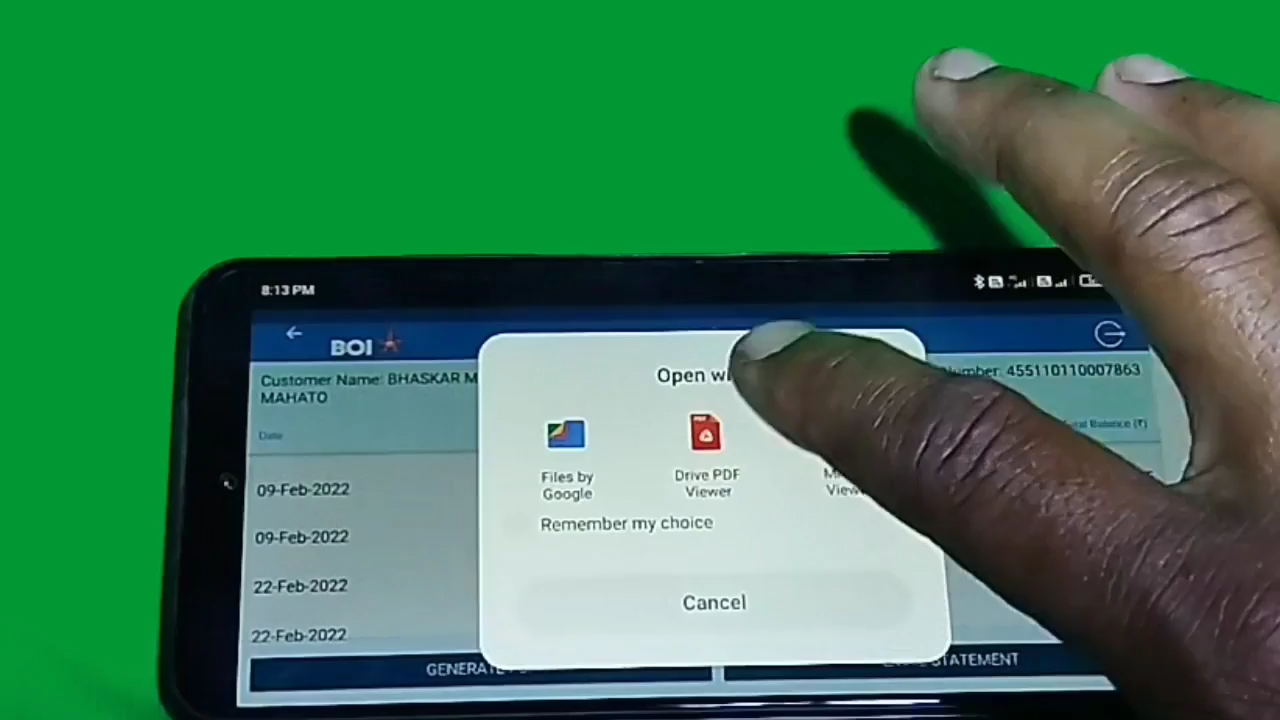 8:13 PM
BOI
Customer Name: BHASKAR M
MAHATO
Number: 455110110007863
Date
Balance (₹)
09-Feb-2022
09-Feb-2022
22-Feb-2022
22-Feb-2022
Open
Files by
Google
Drive PDF
Viewer
Remember my choice
Cancel
GENERATE
STATEMENT